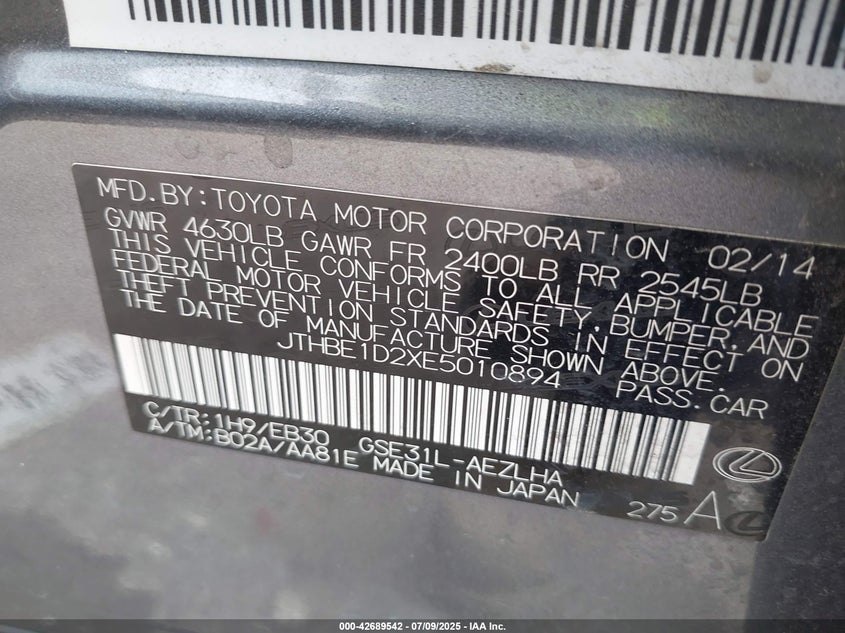 MFD.BY:TOYOTA MOTOR CORPORATION 02/14
GVWR 4630LB GAWR FR 2400LB RR 2545LB
THIS VEHICLE CONFORMS TO ALL APPLICABLE
FEDERAL MOTOR VEHICLE SAFETY,BUMPER,AND
THEFT PREVENTION STANDARDS IN EFFECT ON
THE DATE OF MANUFACTURE SHOWN ABOVE.
JTHBE1D2XE5010894 PASS.CAR
C/TR:1H9/EB30 GSE31L-AEZLHA
A/TM:B02A/AA81E MADE IN JAPAN
275 A
000-42689542 / 07/09/2025 - IAA Inc.